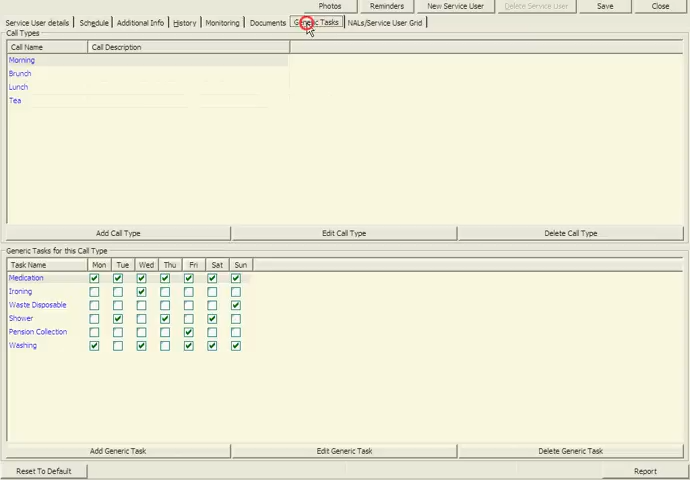 Photos Reminders New Service User Delete Service User Save Close
Service User details Schedule Additional Info History Monitoring Documents Generic Tasks NALs/Service User Grid
Call Types
Call Name Call Description
Morning
Brunch
Lunch
Tea
Add Call Type Edit Call Type Delete Call Type
Generic Tasks for this Call Type
Task Name Mon Tue Wed Thu Fri Sat Sun
Medication
Ironing
Waste Disposable
Shower
Pension Collection
Washing
Add Generic Task Edit Generic Task Delete Generic Task
Reset To Default Report